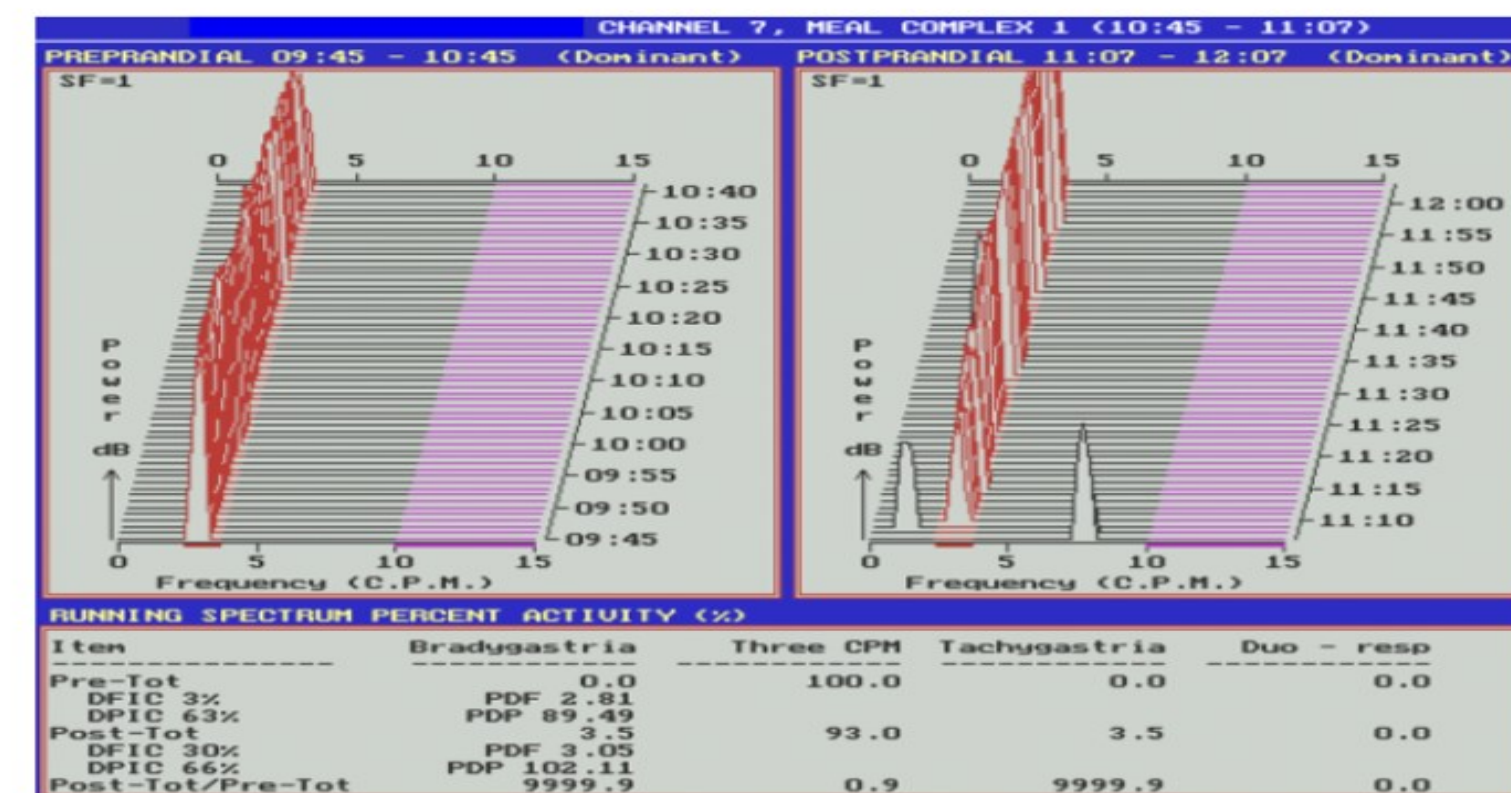 CHANNEL 7, MEAL COMPLEX 1 (10:45 - 11:07)
PREPRANDIAL 09:45 - 10:45 (Dominant)
SF=1
0 5 10 15
10:40
10:35
10:30
10:25
10:20
10:15
10:10
10:05
10:00
09:55
09:50
09:45
Power
dB
0 5 10 15
Frequency (C.P.M.)
POSTPRANDIAL 11:07 - 12:07 (Dominant)
SF=1
0 5 10 15
12:00
11:55
11:50
11:45
11:40
11:35
11:30
11:25
11:20
11:15
11:10
Power
dB
0 5 10 15
Frequency (C.P.M.)
RUNNING SPECTRUM PERCENT ACTIVITY (%)
Item Bradygastria Three CPM Tachygastria Duo - resp
Pre-Tot 0.0 100.0 0.0 0.0
DFIC 3% PDF 2.81
DPIC 63% PDP 89.49
Post-Tot 3.5 93.0 3.5 0.0
DFIC 30% PDF 3.05
DPIC 66% PDP 102.11
Post-Tot/Pre-Tot 9999.9 0.9 9999.9 0.0